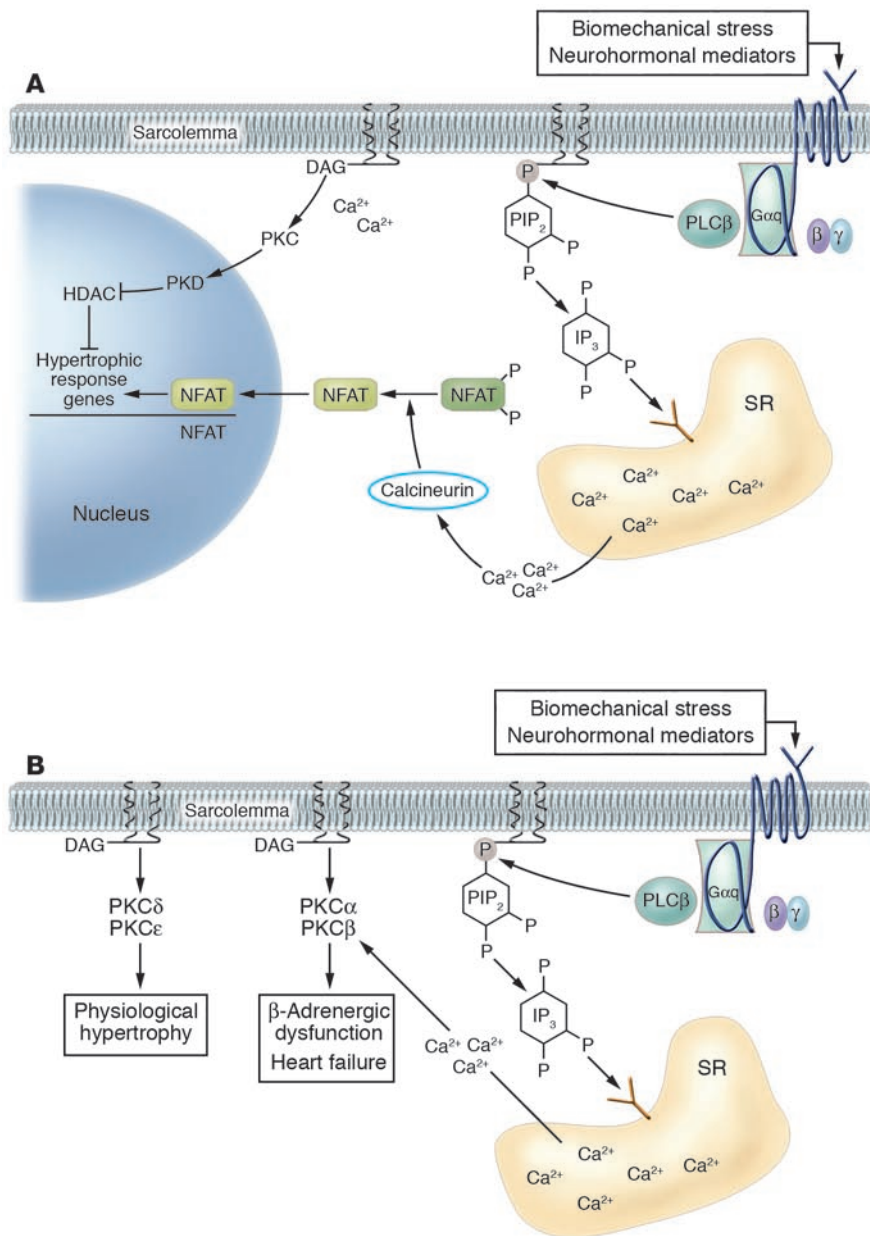 Biomechanical stress
Neurohormonal mediators
A
Sarcolemma
DAG
Ca²⁺
Ca²⁺
PKC
PKD
HDAC
Hypertrophic
response
genes
NFAT
NFAT
NFAT
NFAT
P
P
Nucleus
Calcineurin
Ca²⁺ Ca²⁺
Ca²⁺
P
PIP₂
P
P
P
IP₃
P
P
PLCβ
Gαq
β γ
SR
Ca²⁺
Ca²⁺ Ca²⁺ Ca²⁺
Ca²⁺
Biomechanical stress
Neurohormonal mediators
B
Sarcolemma
DAG
DAG
PKCδ
PKCε
PKCα
PKCβ
Physiological
hypertrophy
β-Adrenergic
dysfunction
Heart failure
Ca²⁺ Ca²⁺
Ca²⁺
P
PIP₂
P
P
P
IP₃
P
P
PLCβ
Gαq
β γ
SR
Ca²⁺
Ca²⁺ Ca²⁺ Ca²⁺
Ca²⁺